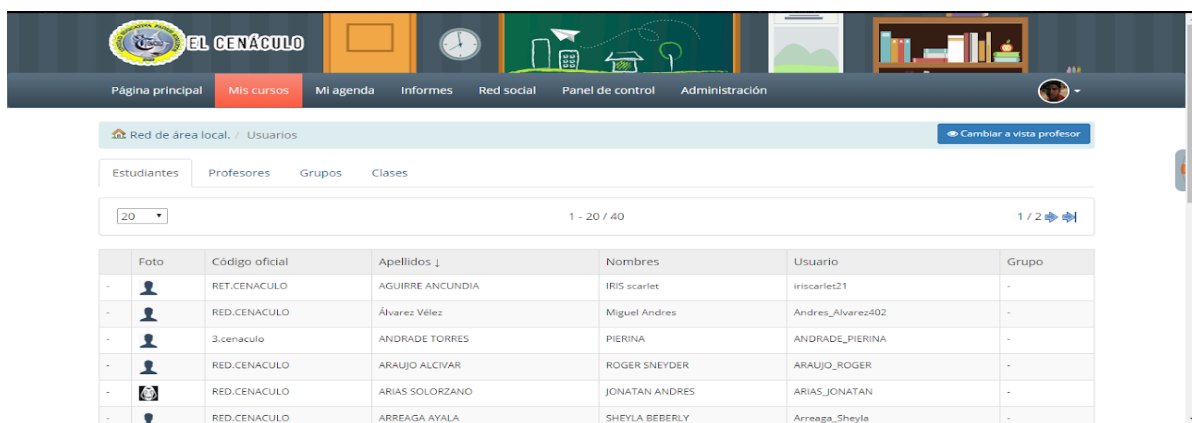 EL CENÁCULO
Página principal Mis cursos Mi agenda Informes Red social Panel de control Administración
Red de área local. / Usuarios Cambiar a vista profesor
Estudiantes Profesores Grupos Clases
20 1 - 20 / 40 1 / 2
Foto Código oficial Apellidos ↓ Nombres Usuario Grupo
- RET.CENACULO AGUIRRE ANCUNDIA IRIS scarlet iriscarlet21 -
- RED.CENACULO Álvarez Vélez Miguel Andres Andres_Alvarez402 -
- 3.cenaculo ANDRADE TORRES PIERINA ANDRADE_PIERINA -
- RED.CENACULO ARAUJO ALCIVAR ROGER SNEYDER ARAUJO_ROGER -
- RED.CENACULO ARIAS SOLORZANO JONATAN ANDRES ARIAS_JONATAN -
- RED.CENACULO ARREAGA AYALA SHEYLA BEBERLY Arreaga_Sheyla -